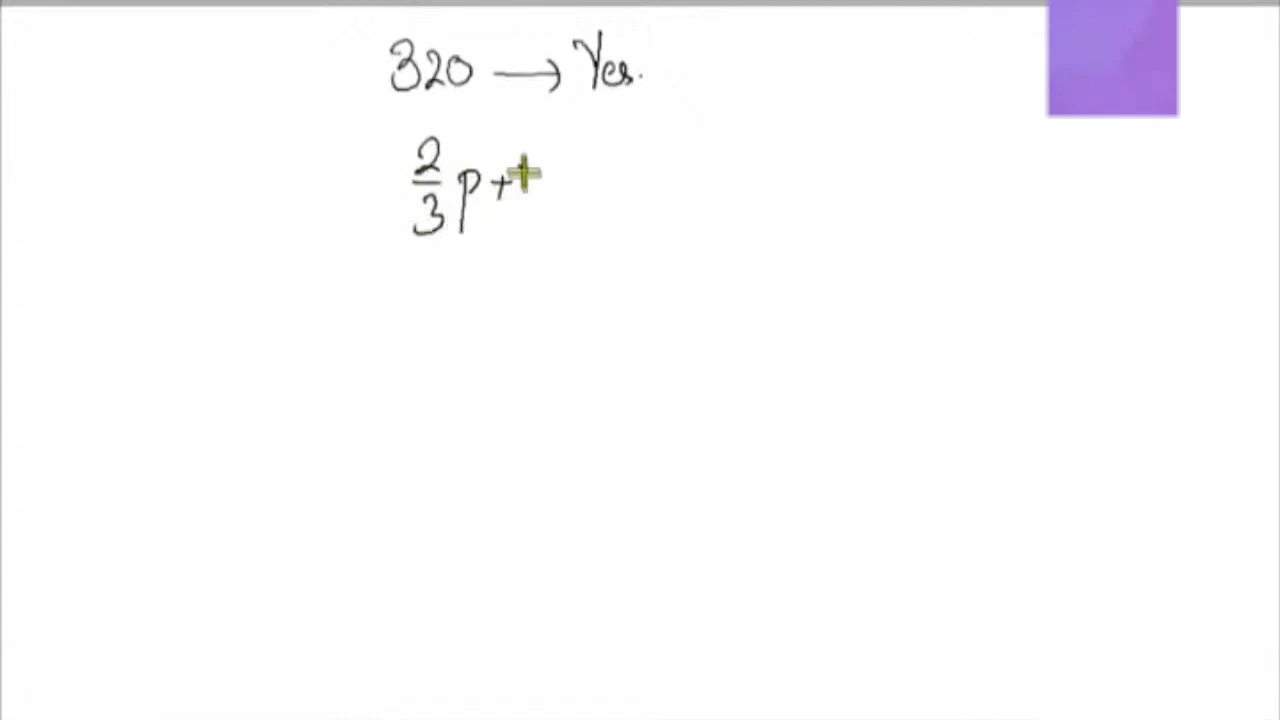 320 → Yes.
2/3 p +